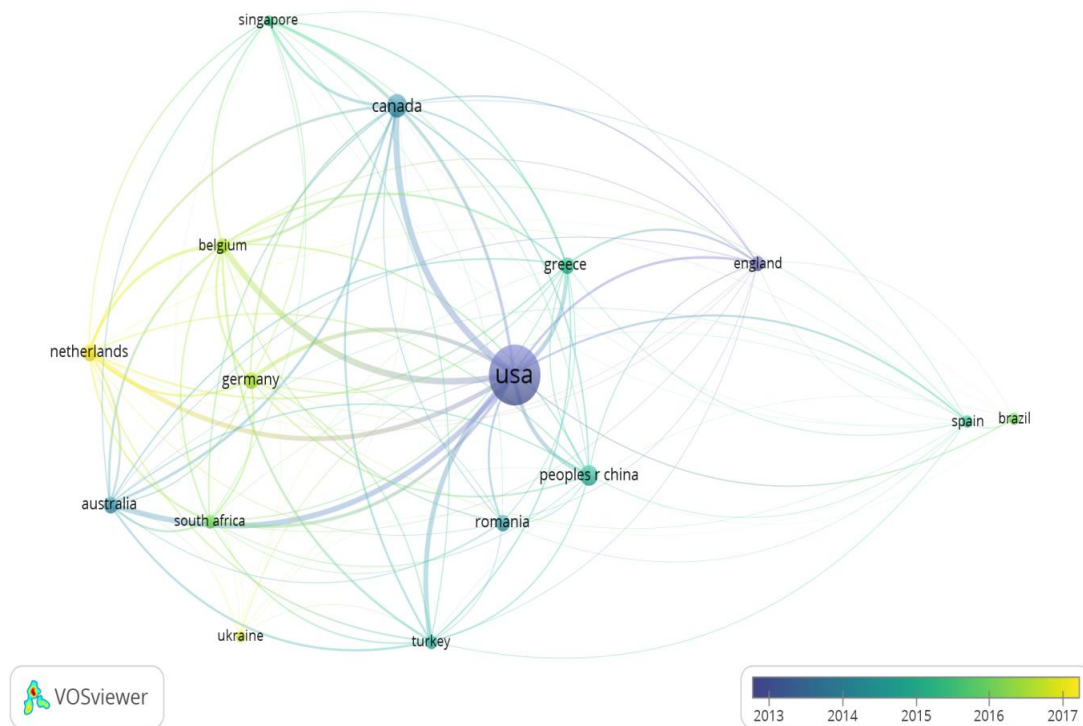 singapore
canada
belgium
greece
england
netherlands
germany
usa
spain
brazil
peoples r china
australia
south africa
romania
ukraine
turkey
VOSviewer
2013 2014 2015 2016 2017